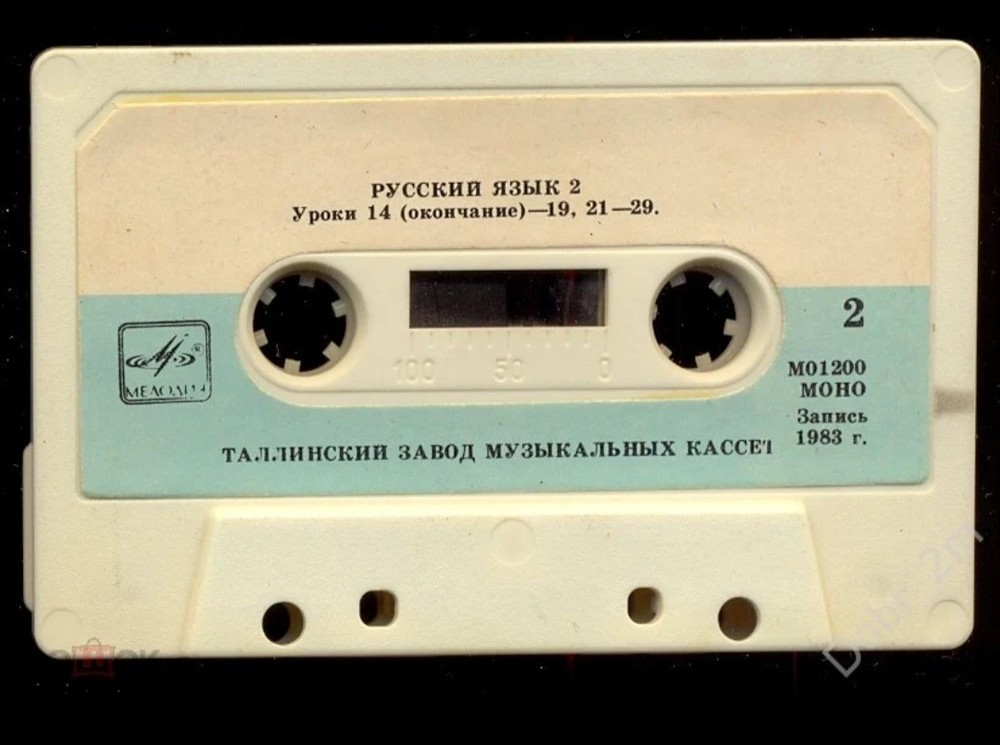 РУССКИЙ ЯЗЫК 2
Уроки 14 (окончание)—19, 21—29.
2
100 50 0
МЕЛОДИЯ
М01200
МОНО
Запись
1983 г.
ТАЛЛИНСКИЙ ЗАВОД МУЗЫКАЛЬНЫХ КАССЕТ